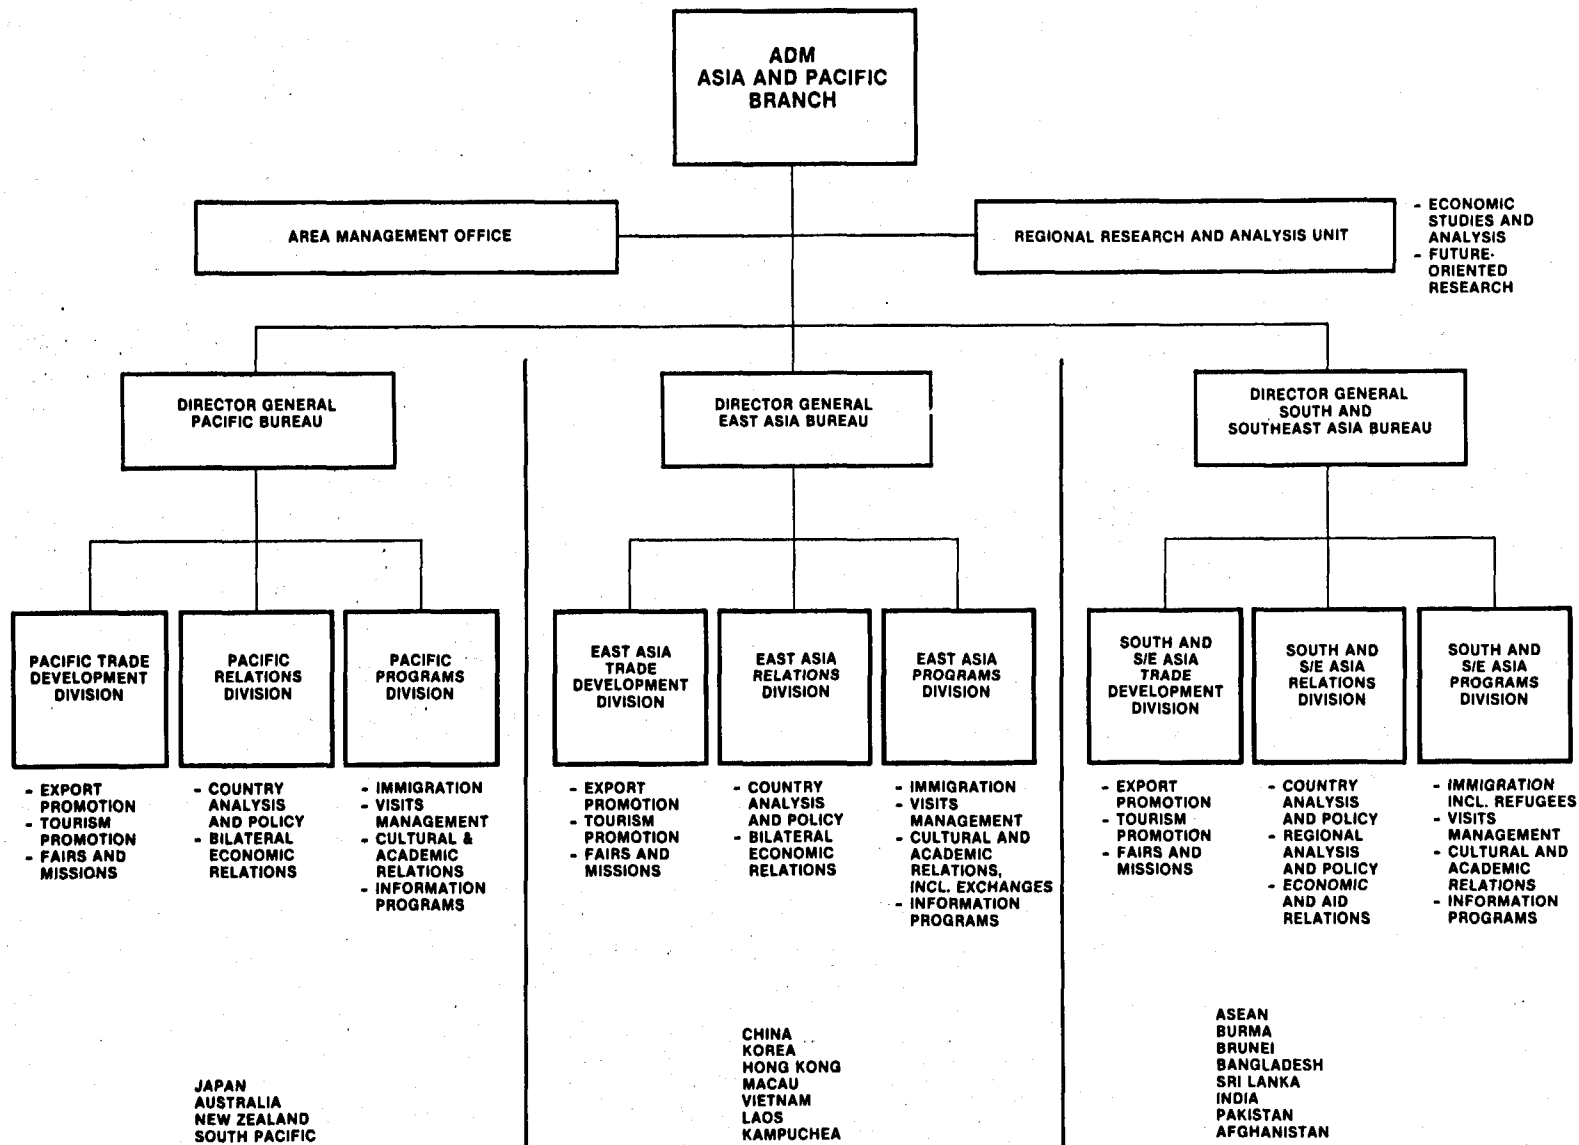 ADM
ASIA AND PACIFIC
BRANCH
AREA MANAGEMENT OFFICE
REGIONAL RESEARCH AND ANALYSIS UNIT
- ECONOMIC
STUDIES AND
ANALYSIS
- FUTURE-
ORIENTED
RESEARCH
DIRECTOR GENERAL
PACIFIC BUREAU
DIRECTOR GENERAL
EAST ASIA BUREAU
DIRECTOR GENERAL
SOUTH AND
SOUTHEAST ASIA BUREAU
PACIFIC TRADE
DEVELOPMENT
DIVISION
PACIFIC
RELATIONS
DIVISION
PACIFIC
PROGRAMS
DIVISION
EAST ASIA
TRADE
DEVELOPMENT
DIVISION
EAST ASIA
RELATIONS
DIVISION
EAST ASIA
PROGRAMS
DIVISION
SOUTH AND
S/E ASIA
TRADE
DEVELOPMENT
DIVISION
SOUTH AND
S/E ASIA
RELATIONS
DIVISION
SOUTH AND
S/E ASIA
PROGRAMS
DIVISION
- EXPORT
PROMOTION
- TOURISM
PROMOTION
- FAIRS AND
MISSIONS
- COUNTRY
ANALYSIS
AND POLICY
- BILATERAL
ECONOMIC
RELATIONS
- IMMIGRATION
- VISITS
MANAGEMENT
- CULTURAL &
ACADEMIC
RELATIONS
- INFORMATION
PROGRAMS
- EXPORT
PROMOTION
- TOURISM
PROMOTION
- FAIRS AND
MISSIONS
- COUNTRY
ANALYSIS
AND POLICY
- BILATERAL
ECONOMIC
RELATIONS
- IMMIGRATION
- VISITS
MANAGEMENT
- CULTURAL AND
ACADEMIC
RELATIONS,
INCL. EXCHANGES
- INFORMATION
PROGRAMS
- EXPORT
PROMOTION
- TOURISM
PROMOTION
- FAIRS AND
MISSIONS
- COUNTRY
ANALYSIS
AND POLICY
- REGIONAL
ANALYSIS
AND POLICY
- ECONOMIC
AND AID
RELATIONS
- IMMIGRATION
INCL. REFUGEES
- VISITS
MANAGEMENT
- CULTURAL AND
ACADEMIC
RELATIONS
- INFORMATION
PROGRAMS
JAPAN
AUSTRALIA
NEW ZEALAND
SOUTH PACIFIC
CHINA
KOREA
HONG KONG
MACAU
VIETNAM
LAOS
KAMPUCHEA
ASEAN
BURMA
BRUNEI
BANGLADESH
SRI LANKA
INDIA
PAKISTAN
AFGHANISTAN